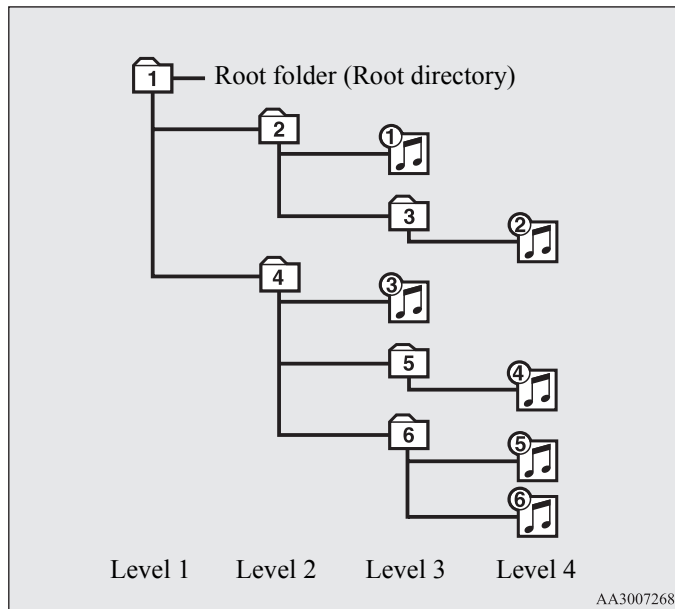 1 Root folder (Root directory)
2 ①
3 ②
4 ③
5 ④
6 ⑤
⑥
Level 1 Level 2 Level 3 Level 4
AA3007268